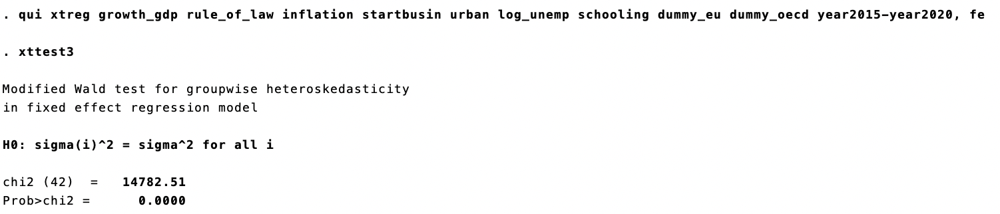 . qui xtreg growth_gdp rule_of_law inflation startbusin urban log_unemp schooling dummy_eu dummy_oecd year2015-year2020, fe
. xttest3
Modified Wald test for groupwise heteroskedasticity
in fixed effect regression model
H0: sigma(i)^2 = sigma^2 for all i
chi2 (42)  =   14782.51
Prob>chi2 =      0.0000